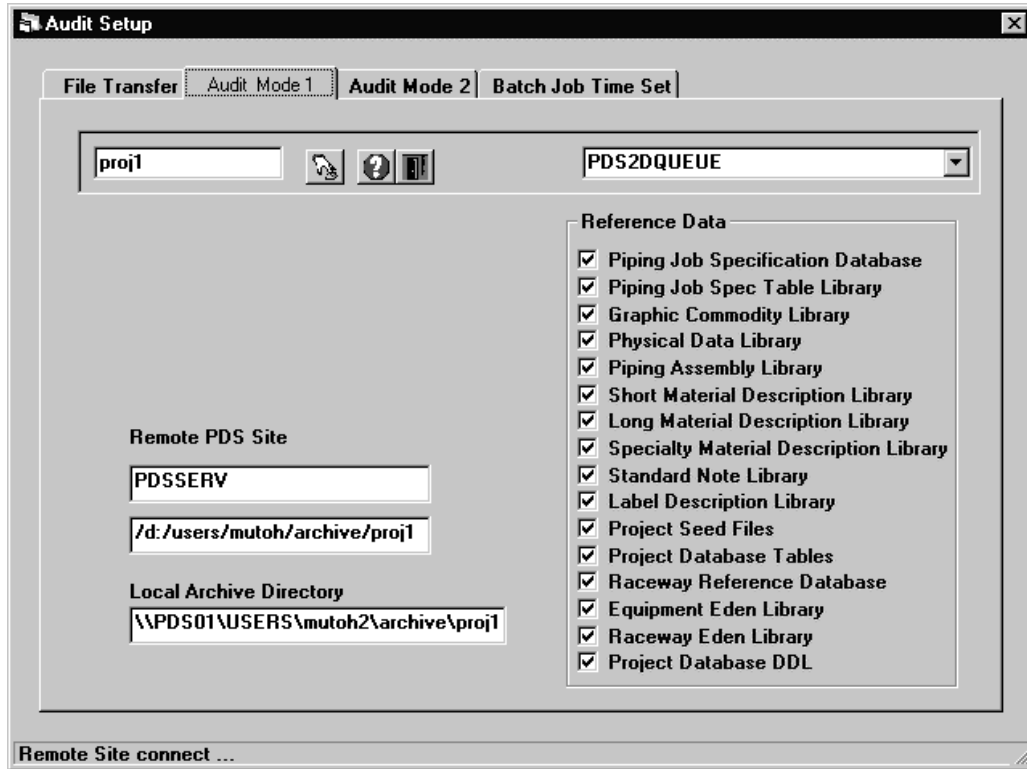 Audit Setup
File Transfer Audit Mode 1 Audit Mode 2 Batch Job Time Set
proj1 PDS2DQUEUE
Reference Data
Piping Job Specification Database
Piping Job Spec Table Library
Graphic Commodity Library
Physical Data Library
Piping Assembly Library
Short Material Description Library
Long Material Description Library
Specialty Material Description Library
Standard Note Library
Label Description Library
Project Seed Files
Project Database Tables
Raceway Reference Database
Equipment Eden Library
Raceway Eden Library
Project Database DDL
Remote PDS Site
PDSSERV
/d:/users/mutoh/archive/proj1
Local Archive Directory
\\PDS01\USERS\mutoh2\archive\proj1
Remote Site connect ...